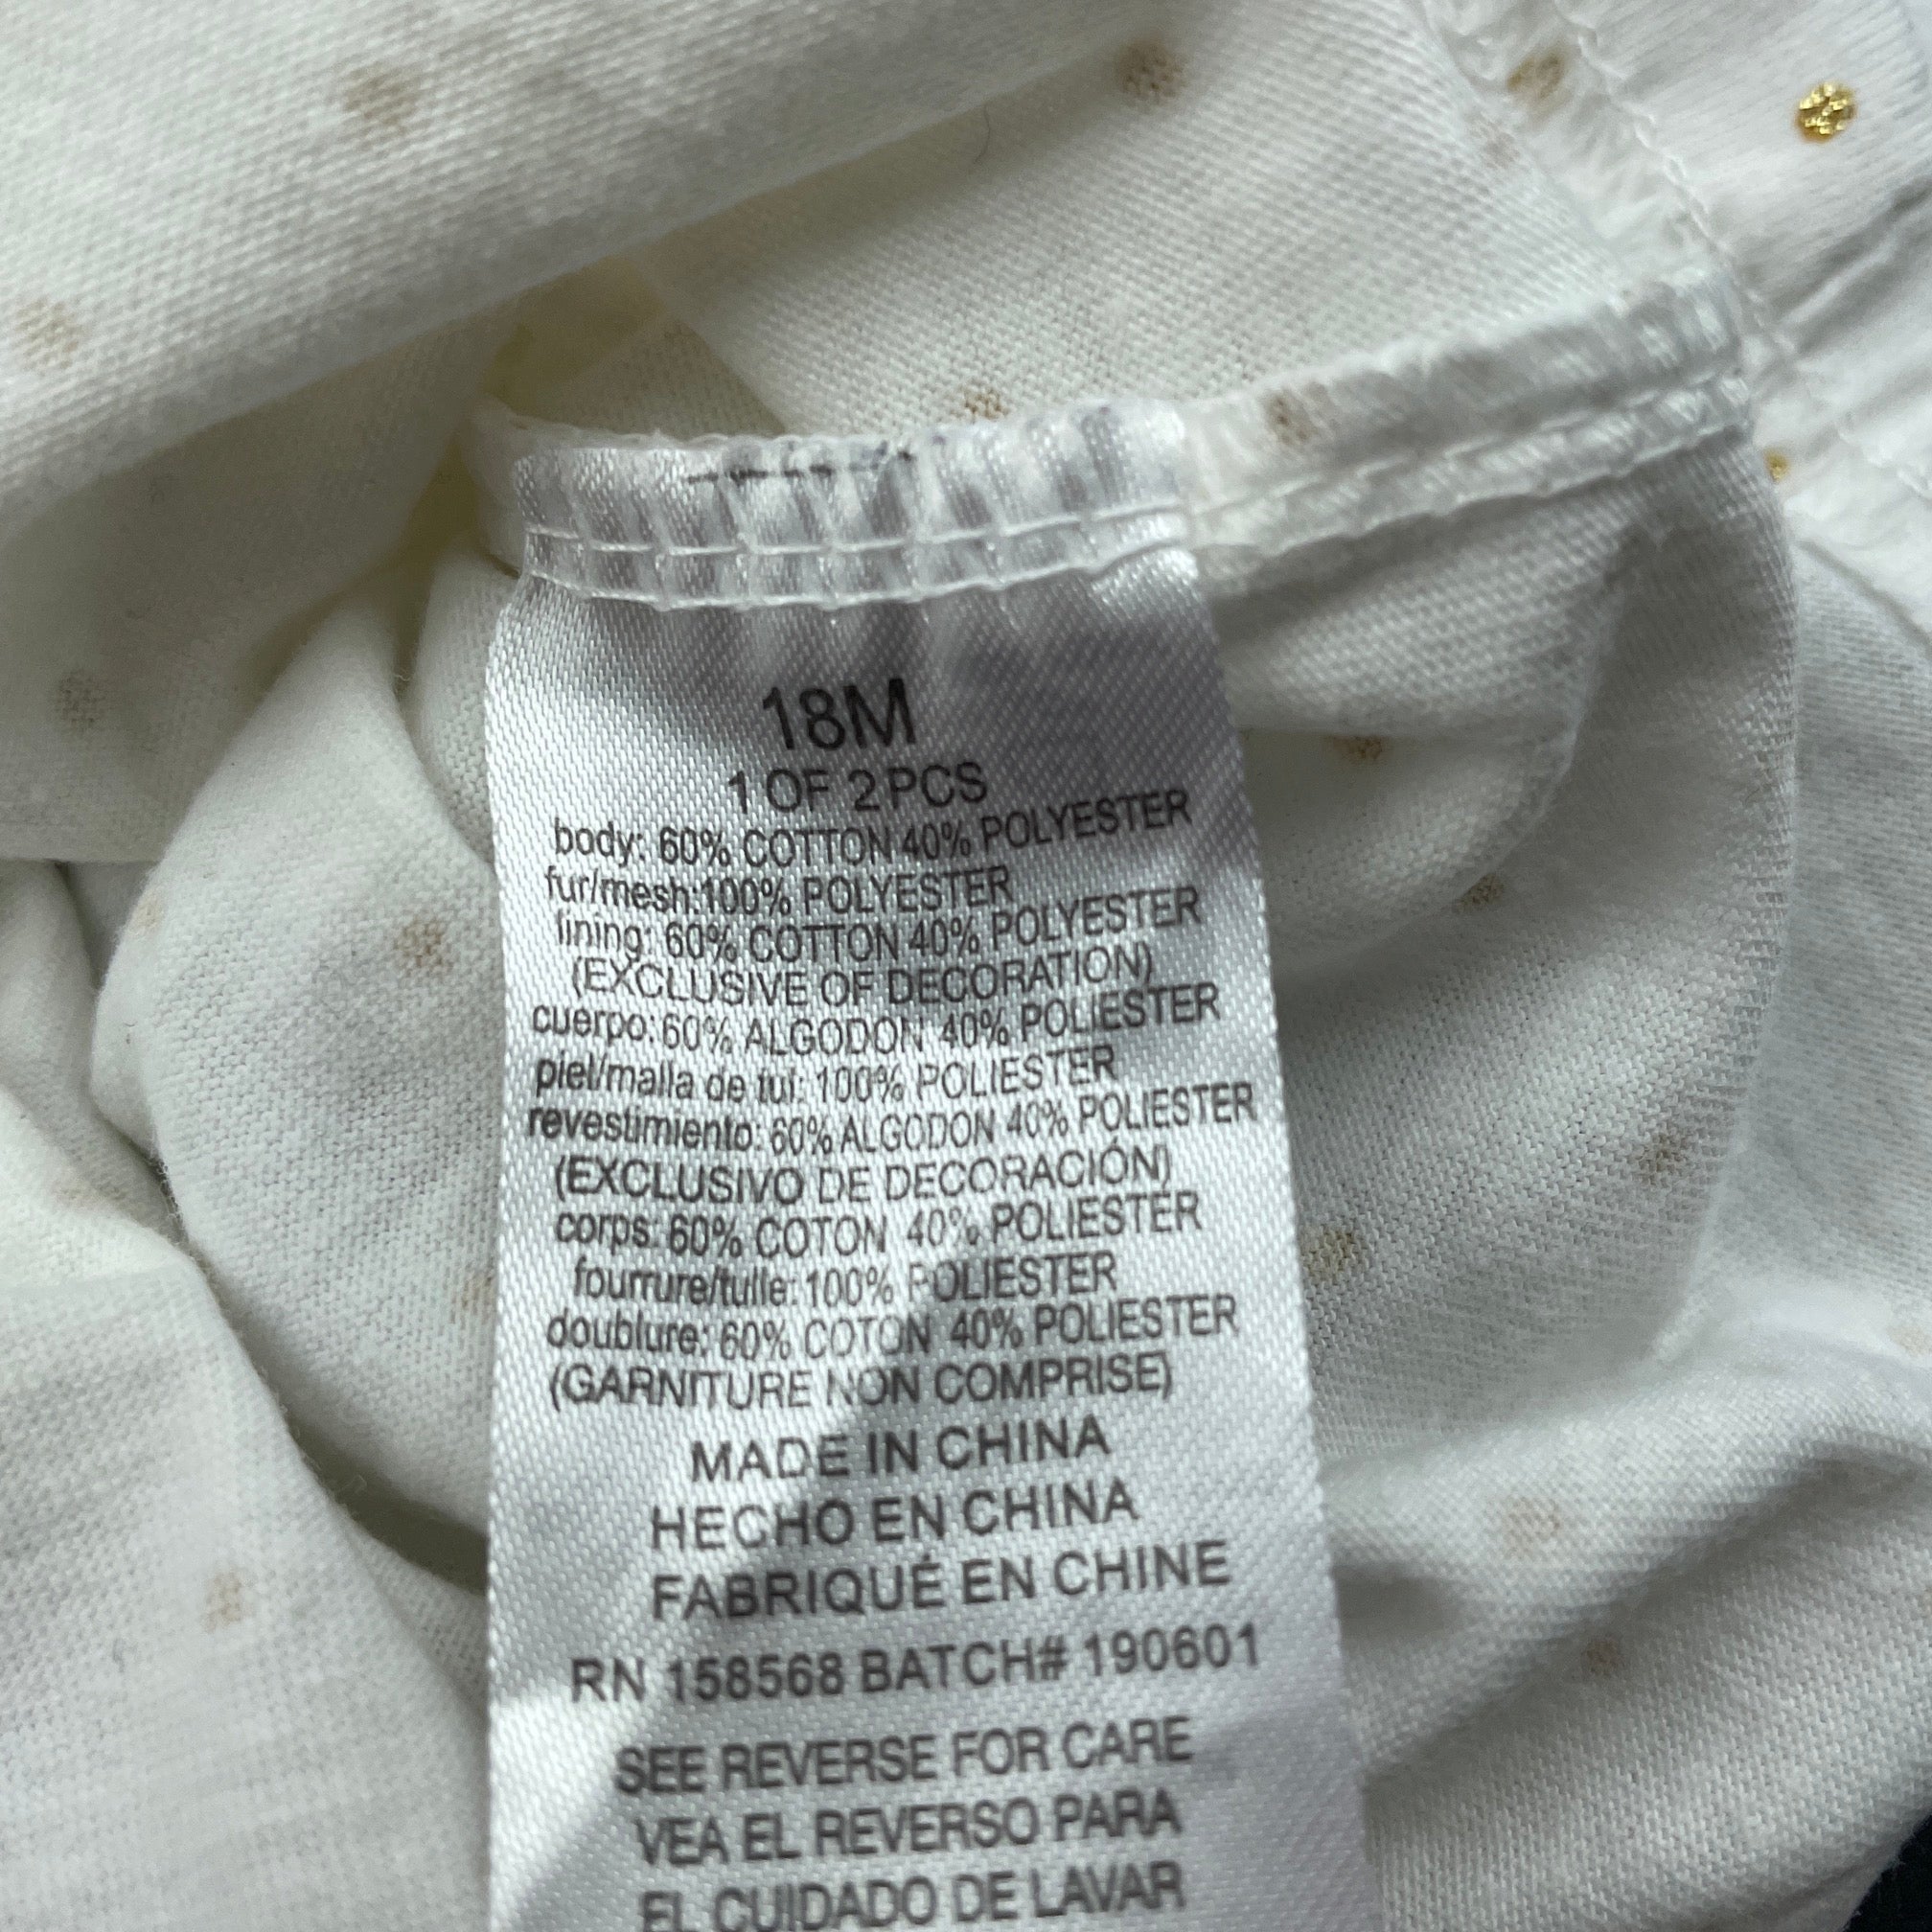 18M
1 OF 2 PCS
body: 60% COTTON 40% POLYESTER
fur/mesh:100% POLYESTER
lining: 60% COTTON 40% POLYESTER
(EXCLUSIVE OF DECORATION)
cuerpo:60% ALGODON 40% POLIESTER
piel/malla de tul: 100% POLIESTER
revestimiento: 60% ALGODON 40% POLIESTER
(EXCLUSIVO DE DECORACIÓN)
corps: 60% COTON 40% POLIESTER
fourrure/tulle: 100% POLIESTER
doublure: 60% COTON 40% POLIESTER
(GARNITURE NON COMPRISE)
MADE IN CHINA
HECHO EN CHINA
FABRIQUÉ EN CHINE
RN 158568 BATCH# 190601
SEE REVERSE FOR CARE
VEA EL REVERSO PARA
EL CUIDADO DE LAVAR